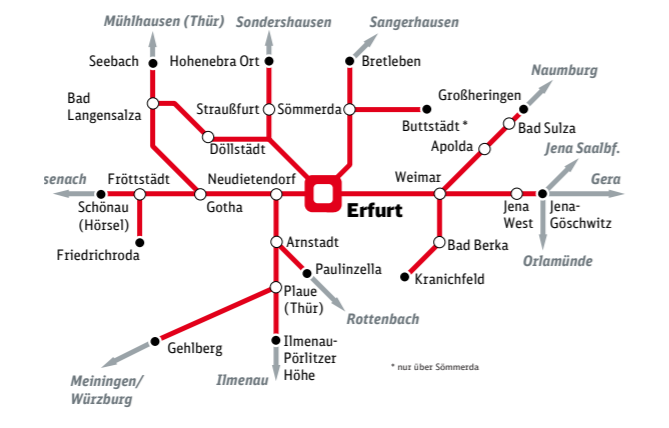 Mühlhausen (Thür)
Sondershausen
Sangerhausen
Seebach
Hohenebra Ort
Bretleben
Naumburg
Bad
Langensalza
Straußfurt
Sömmerda
Großheringen
Buttstädt *
Bad Sulza
Döllstädt
Apolda
Jena Saalbf.
senach
Fröttstädt
Neudietendorf
Weimar
Gera
Schönau
(Hörsel)
Gotha
Erfurt
Jena
West
Jena-
Göschwitz
Friedrichroda
Arnstadt
Bad Berka
Orlamünde
Paulinzella
Kranichfeld
Plaue
(Thür)
Rottenbach
Gehlberg
Ilmenau-
Pörlitzer
Höhe
* nur über Sömmerda
Meiningen/
Würzburg
Ilmenau